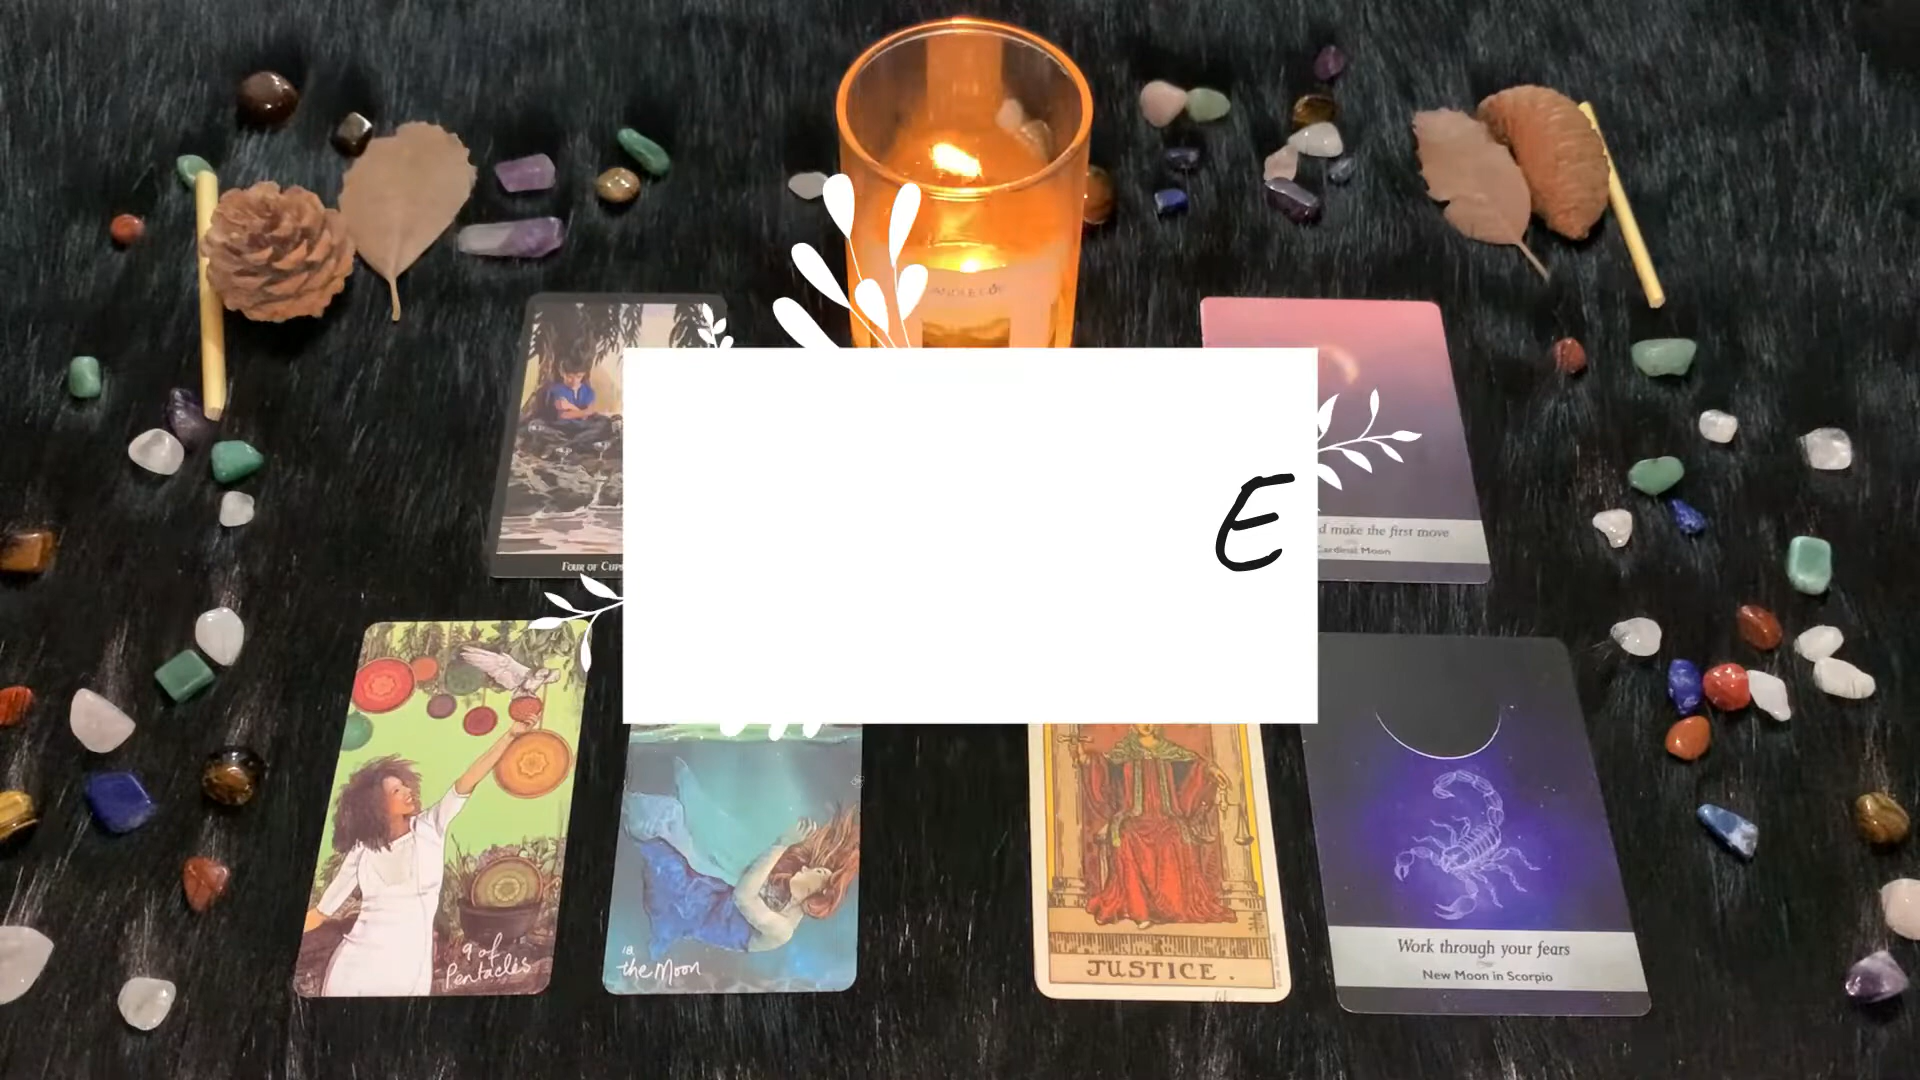 E
d make the first move
Cardinal Moon
FOUR OF CUPS
9 of
Pentacles
18.
the Moon
JUSTICE.
Work through your fears
New Moon in Scorpio